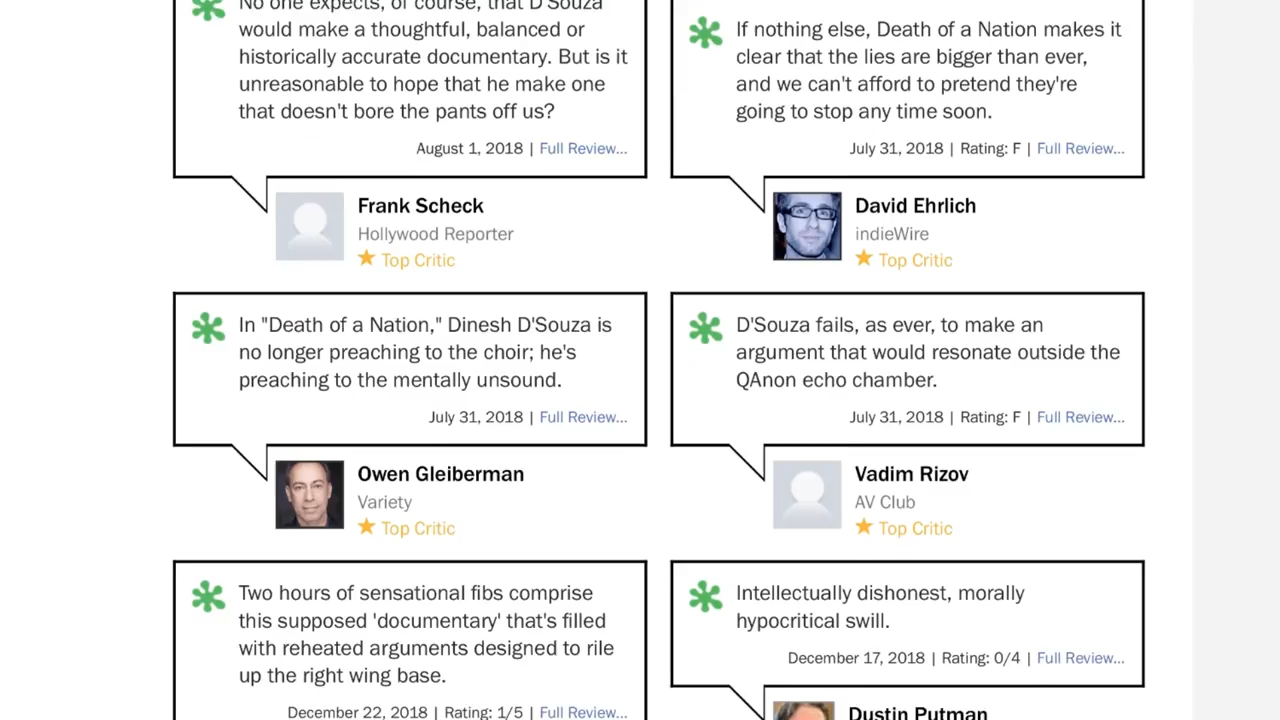 No one expects, of course, that D'Souza
would make a thoughtful, balanced or
historically accurate documentary. But is it
unreasonable to hope that he make one
that doesn't bore the pants off us?
August 1, 2018 | Full Review...
Frank Scheck
Hollywood Reporter
Top Critic
If nothing else, Death of a Nation makes it
clear that the lies are bigger than ever,
and we can't afford to pretend they're
going to stop any time soon.
July 31, 2018 | Rating: F | Full Review...
David Ehrlich
indieWire
Top Critic
In "Death of a Nation," Dinesh D'Souza is
no longer preaching to the choir; he's
preaching to the mentally unsound.
July 31, 2018 | Full Review...
Owen Gleiberman
Variety
Top Critic
D'Souza fails, as ever, to make an
argument that would resonate outside the
QAnon echo chamber.
July 31, 2018 | Rating: F | Full Review...
Vadim Rizov
AV Club
Top Critic
Two hours of sensational fibs comprise
this supposed 'documentary' that's filled
with reheated arguments designed to rile
up the right wing base.
December 22, 2018 | Rating: 1/5 | Full Review...
Intellectually dishonest, morally
hypocritical swill.
December 17, 2018 | Rating: 0/4 | Full Review...
Dustin Putman